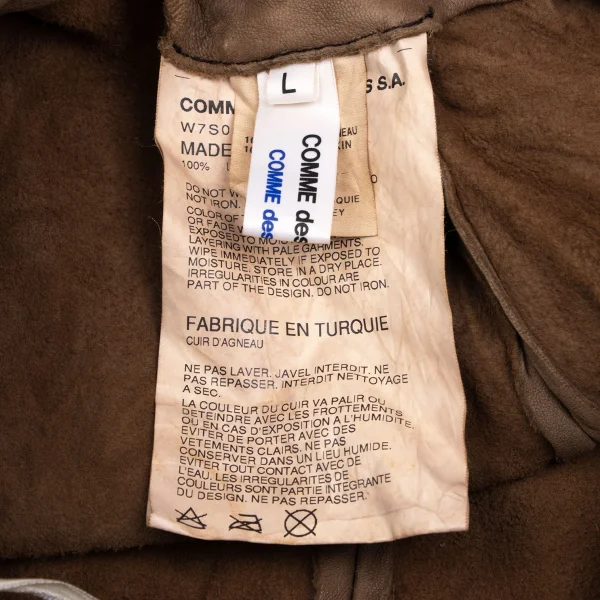 L
COMME des
COMME des
COMM
S S.A.
W7S0
NEAU
KIN
MADE
100%
DO NOT W
NOT IRON.
QUIE
COLOR OF
EY
OR FADE W
EXPOSED TO MOIS
LAYERING WITH PALE GARMENTS.
WIPE IMMEDIATELY IF EXPOSED TO
MOISTURE. STORE IN A DRY PLACE.
IRREGULARITIES IN COLOUR ARE
PART OF THE DESIGN. DO NOT IRON.
FABRIQUE EN TURQUIE
CUIR D'AGNEAU
NE PAS LAVER. JAVEL INTERDIT. NE
PAS REPASSER. INTERDIT NETTOYAGE
A SEC.
LA COULEUR DU CUIR VA PALIR OU
DETEINDRE AVEC LES FROTTEMENTS
OU EN CAS D'EXPOSITION A L'HUMIDITE.
EVITER DE PORTER AVEC DES
VETEMENTS CLAIRS. NE PAS
CONSERVER DANS UN LIEU HUMIDE.
EVITER TOUT CONTACT AVEC DE
L'EAU. LES IRREGULARITES DE
COULEURS SONT PARTIE INTEGRANTE
DU DESIGN. NE PAS REPASSER.